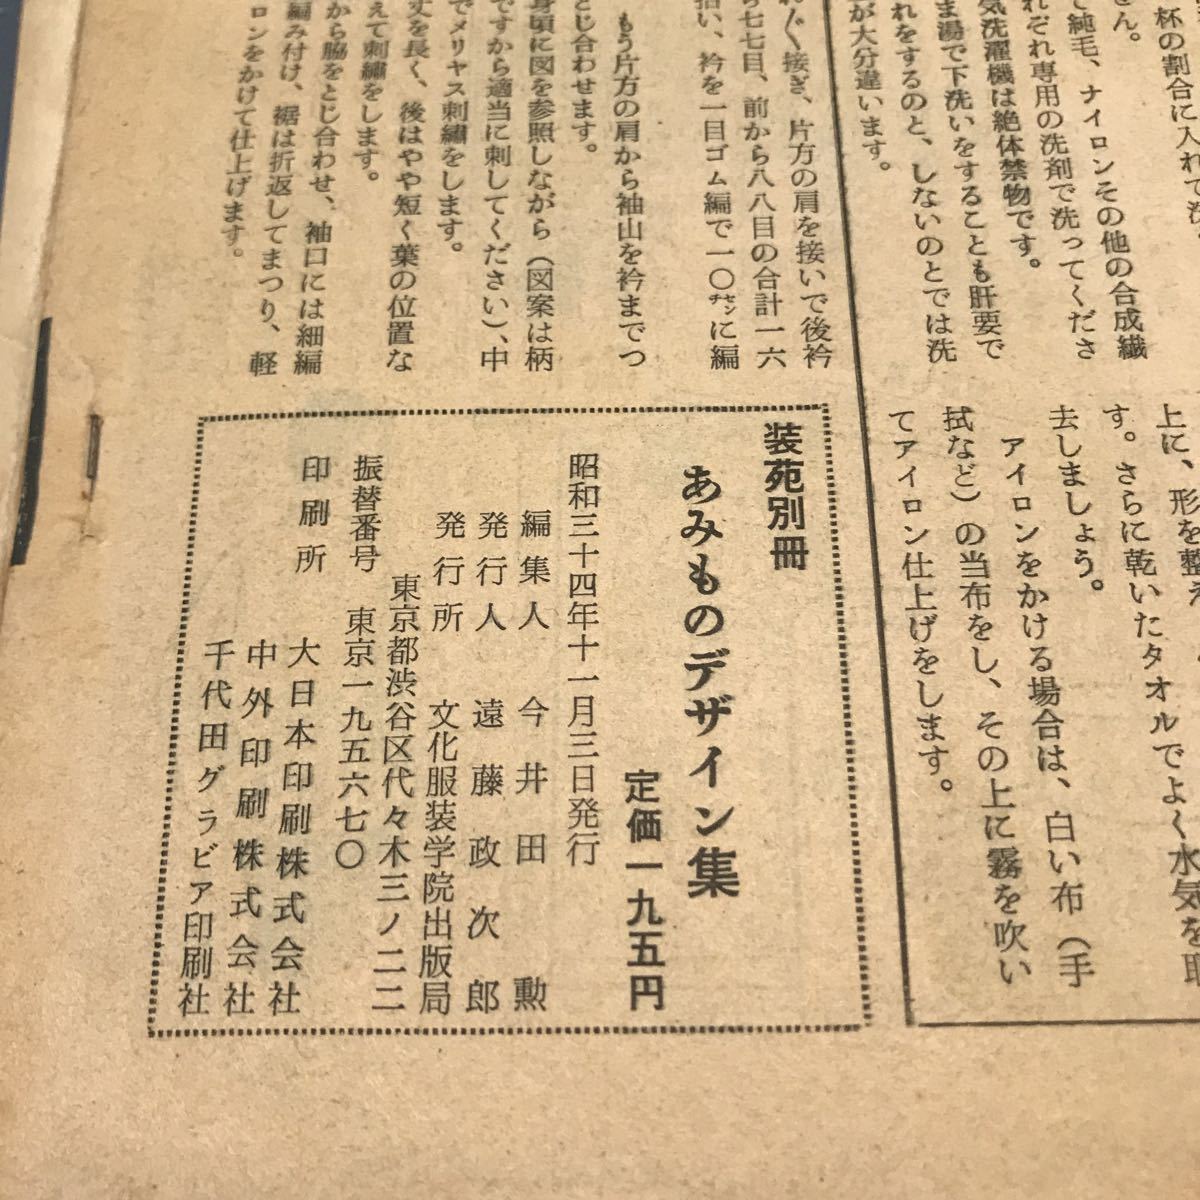 杯の割合に入れて洗
せん。
て純毛、ナイロンその他の合成繊
れぞれ専用の洗剤で洗ってくださ
気洗濯機は絶体禁物です。
ま湯で下洗いをすることも肝要で
れをするのと、しないのとでは洗
が大分違います。
上に、形を整え
す。さらに乾いたタオルでよく水気を取
去しましょう。
アイロンをかける場合は、白い布（手
拭など）の当布をし、その上に霧を吹い
てアイロン仕上げをします。
れぐ〳〵接ぎ、片方の肩を接いで後衿
ら七七目、前から八八目の合計一六
拾い、衿を一目ゴム編で一〇㌢に編
もう片方の肩から袖山を衿までつ
とじ合わせます。
身頃に図を参照しながら（図案は柄
ですから適当に刺してください）、中
でメリヤス刺繍をします。
丈を長く、後はやや短く葉の位置な
えて刺繍をします。
から脇をとじ合わせ、袖口には細編
編み付け、裾は折返してまつり、軽
ロンをかけて仕上げます。
装苑別冊
あみものデザイン集
定価一九五円
昭和三十四年十一月三日発行
編集人 今井田勲
発行人 遠藤政次郎
発行所 文化服装学院出版局
東京都渋谷区代々木三ノ二二
振替番号 東京一九五六七〇
印刷所 大日本印刷株式会社
中外印刷株式会社
千代田グラビア印刷社